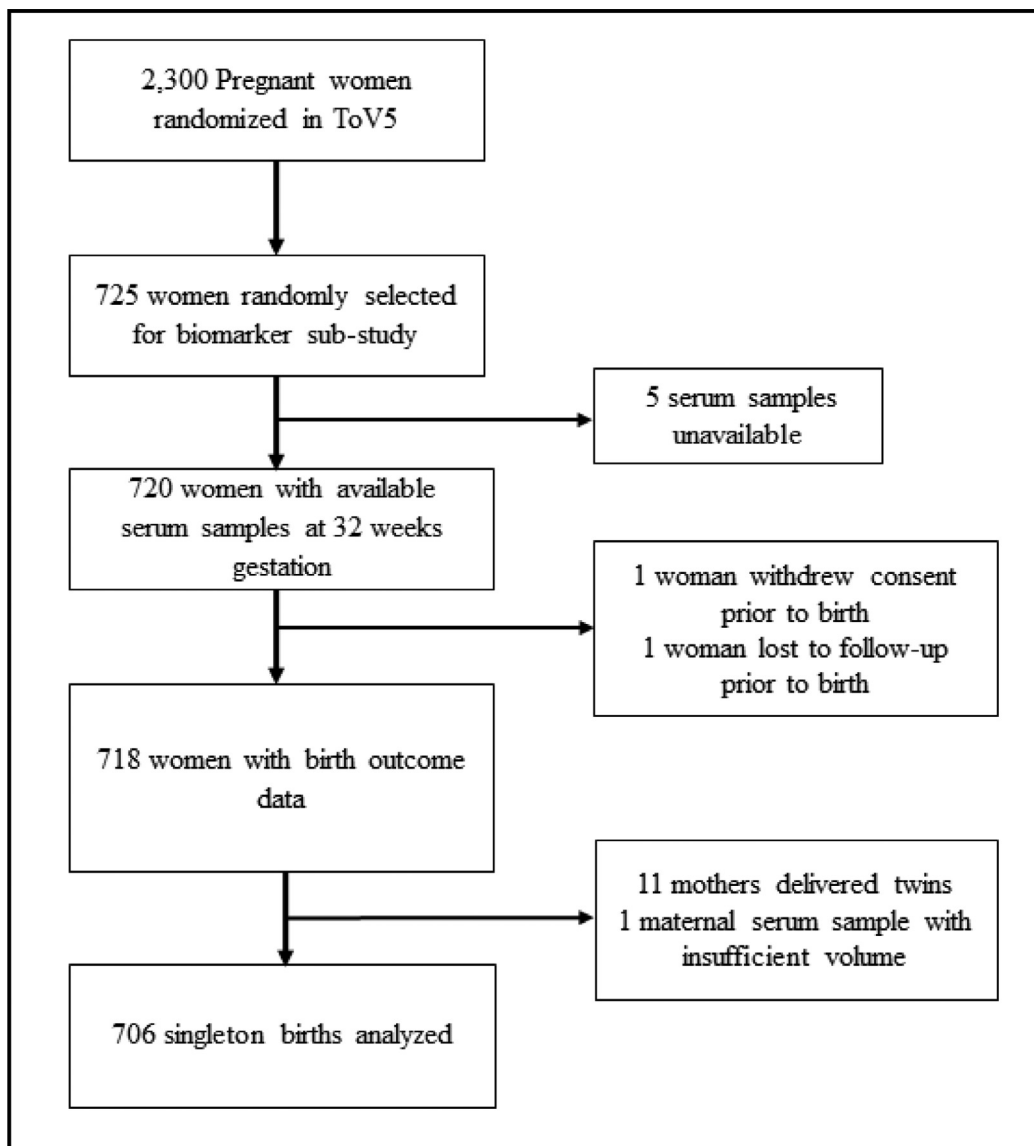 2,300 Pregnant women
randomized in ToV5
725 women randomly selected
for biomarker sub-study
5 serum samples
unavailable
720 women with available
serum samples at 32 weeks
gestation
1 woman withdrew consent
prior to birth
1 woman lost to follow-up
prior to birth
718 women with birth outcome
data
11 mothers delivered twins
1 maternal serum sample with
insufficient volume
706 singleton births analyzed